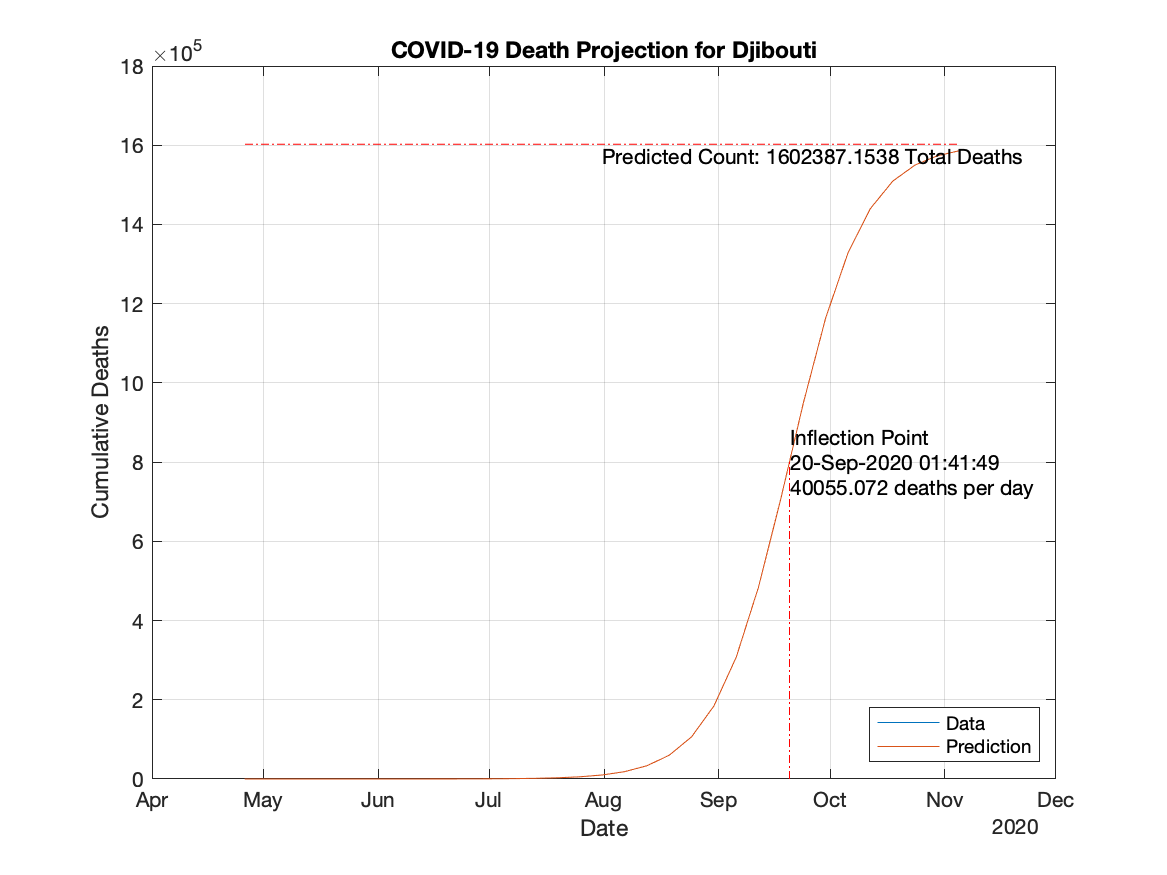 COVID-19 Death Projection for Djibouti
×10^5
18
16
14
12
10
8
6
4
2
0
Cumulative Deaths
Predicted Count: 1602387.1538 Total Deaths
Inflection Point
20-Sep-2020 01:41:49
40055.072 deaths per day
Data
Prediction
Apr May Jun Jul Aug Sep Oct Nov Dec
Date
2020